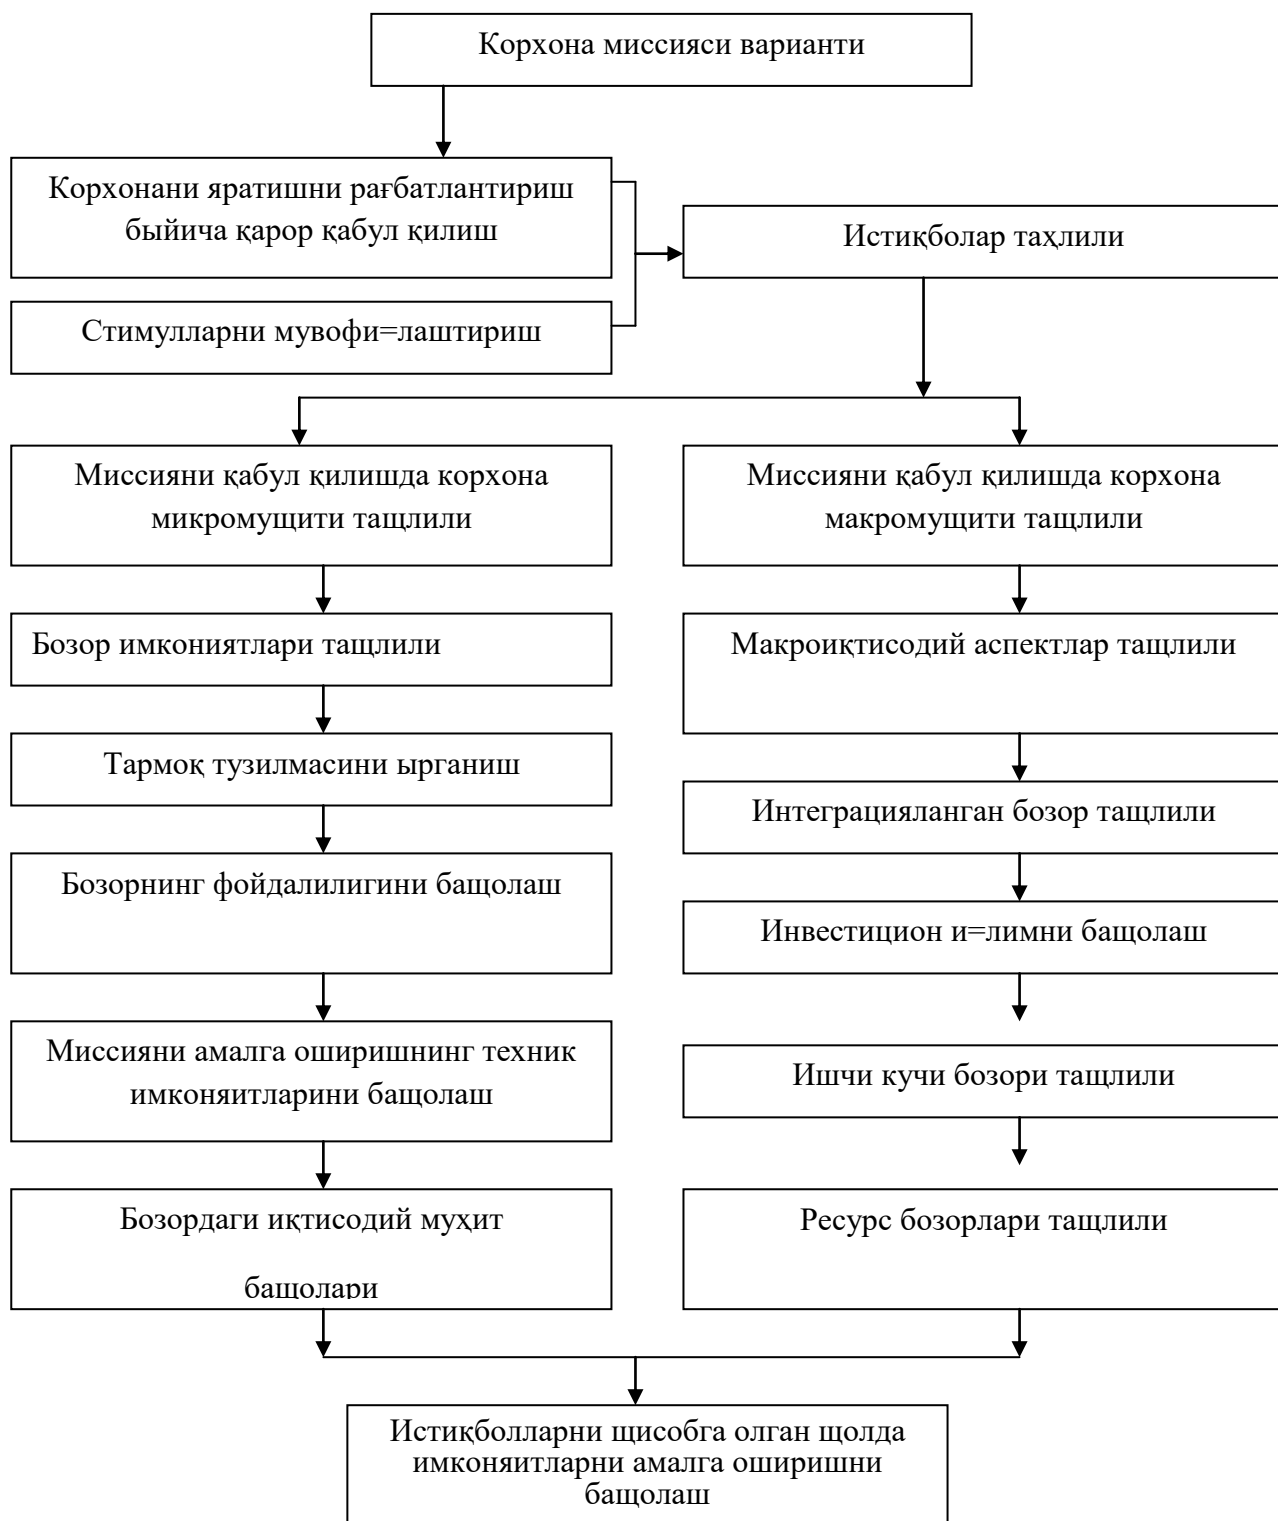 Корхона миссияси варианти
Корхонани яратишни рағбатлантириш
быйича қарор қабул қилиш
Истиқболар таҳлили
Стимулларни мувофи=лаштириш
Миссияни қабул қилишда корхона
микромущити тащлили
Миссияни қабул қилишда корхона
макромущити тащлили
Бозор имкониятлари тащлили
Макроиқтисодий аспектлар тащлили
Тармоқ тузилмасини ырганиш
Интеграцияланган бозор тащлили
Бозорнинг фойдалилигини бащолаш
Инвестицион и=лимни бащолаш
Миссияни амалга оширишнинг техник
имконяитларини бащолаш
Ишчи кучи бозори тащлили
Бозордаги иқтисодий муҳит
бащолари
Ресурс бозорлари тащлили
Истиқболларни щисобга олган щолда
имконяитларни амалга оширишни
бащолаш